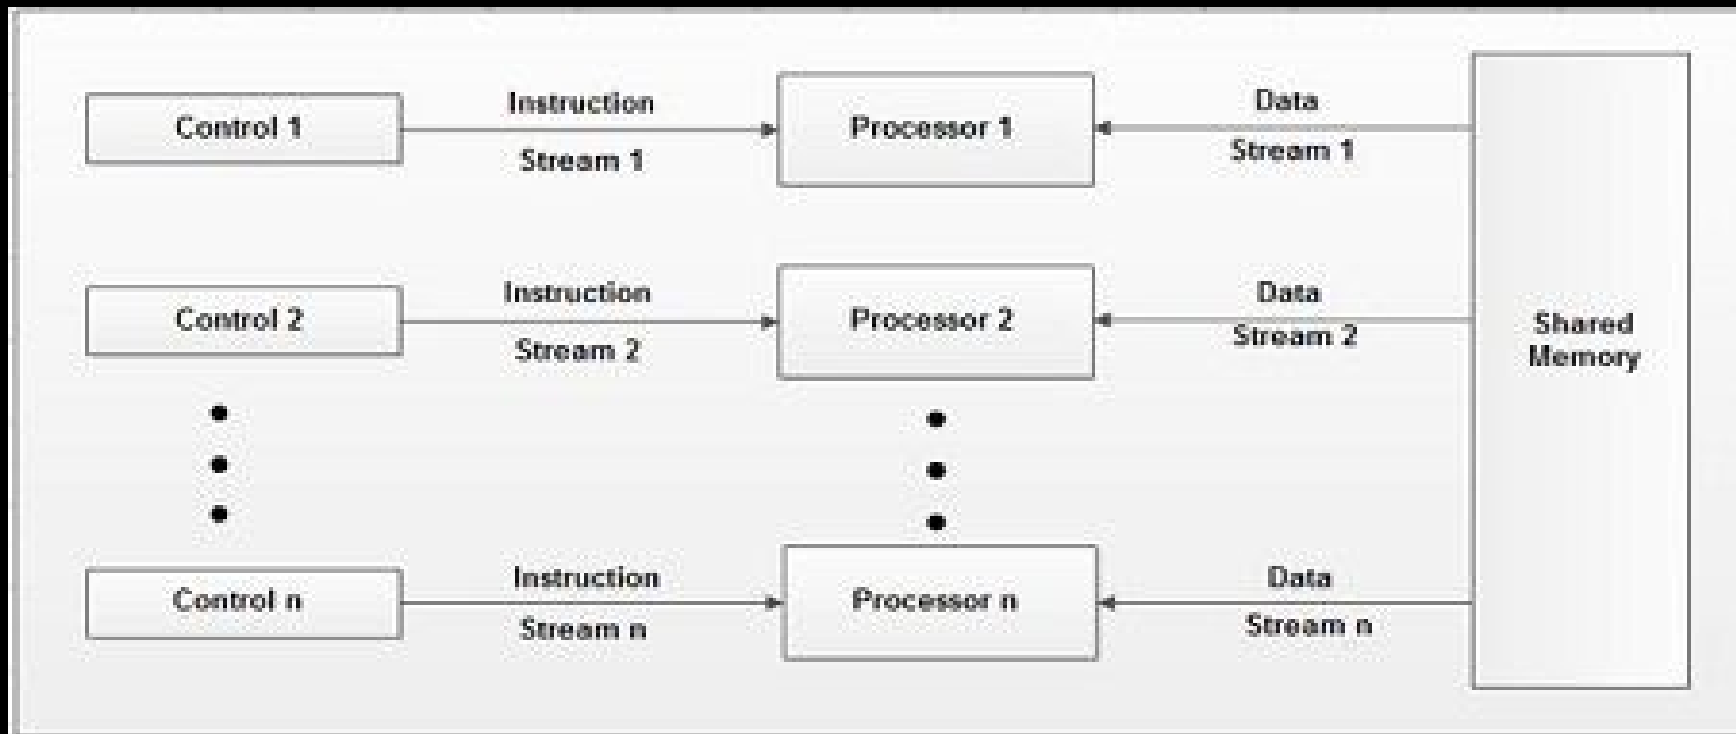 Control 1
Instruction
Stream 1
Processor 1
Data
Stream 1
Control 2
Instruction
Stream 2
Processor 2
Data
Stream 2
Shared
Memory
Control n
Instruction
Stream n
Processor n
Data
Stream n